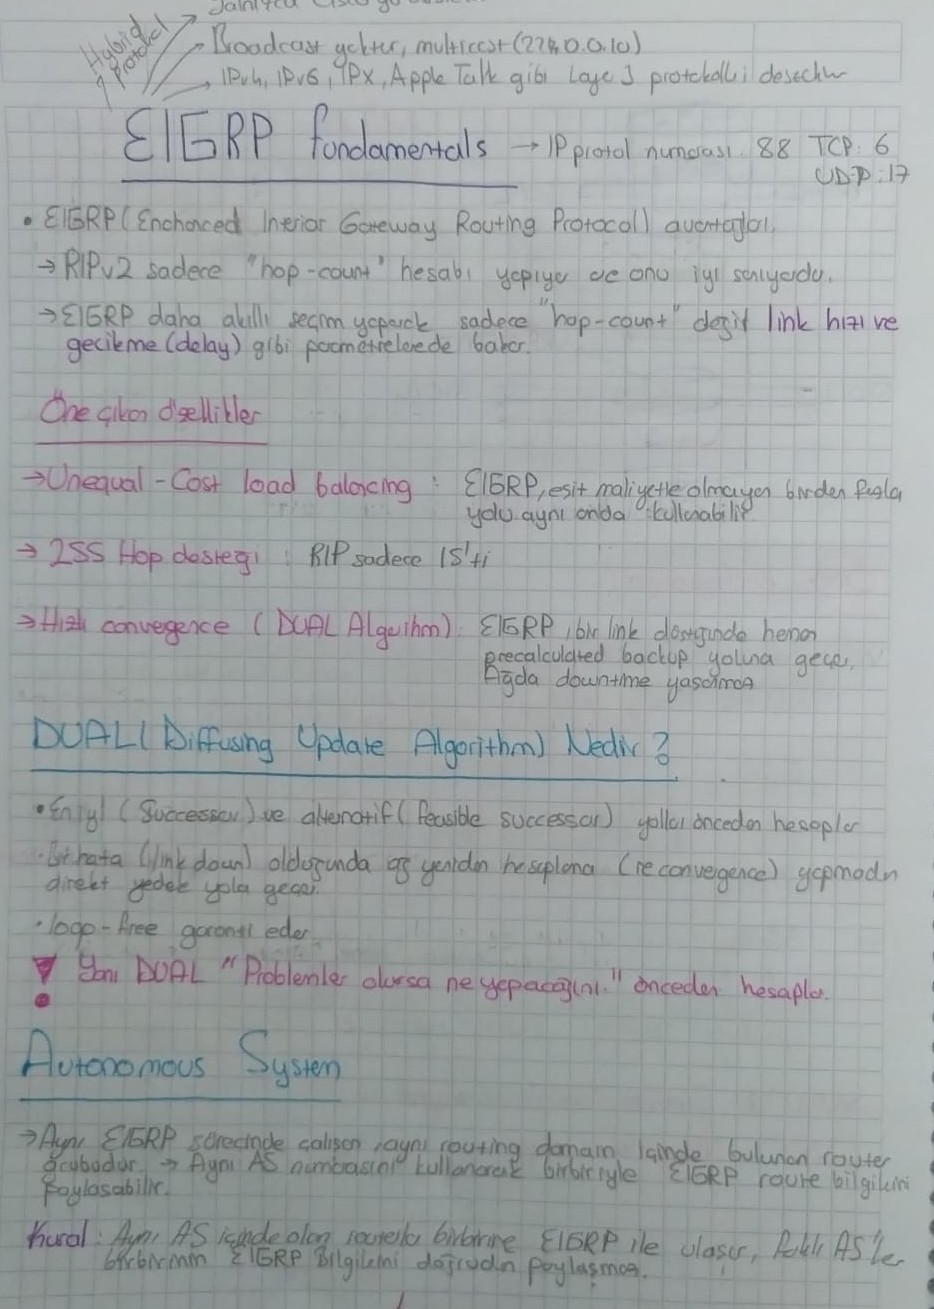 Hybrid protokol
Broadcast yoktur, multicast (224.0.0.10)
IPv4, IPv6, IPX, Apple Talk gibi Layer 3 protokolleri destekler
EIGRP fundamentals → IP protol numarası. 88 TCP: 6
UDP: 17
• EIGRP (Enchanced Interior Gateway Routing Protocol) avantajları,
→ RIPv2 sadece "hop-count" hesabı yapıyor ve onu iyi sanıyordu.
→ EIGRP daha akıllı seçim yaparak sadece "hop-count" değil link hızı ve
gecikme (delay) gibi parametrelerede bakar.
Öne çıkan özellikler
→ Unequal-Cost load balancing : EIGRP, eşit maliyetle olmayan birden fazla
yolu aynı anda kullanabilir
→ 255 Hop desteği : RIP sadece 15'ti
→ Hızlı convergence (DUAL Algorithm): EIGRP, bir link düştüğünde hemen
precalculated backup yoluna geçer,
Ağda downtime yaşanmaz
DUAL (Diffusing Update Algorithm) Nedir?
• En iyi (Successor) ve alternatif (feasible successor) yolları önceden hesaplar
• Bir hata (link down) olduğunda ağ yeniden hesaplama (reconvergence) yapmadan
direkt yedek yola geçer.
• loop-free garanti eder
! Yani DUAL "Problemler olursa ne yapacağını." önceden hesaplar.
Autonomous System
→ Aynı EIGRP sürecinde çalışan, aynı routing domain içinde bulunan router
grubudur → Aynı AS numbasını kullanarak birbiriyle EIGRP route bilgilerini
Paylaşabilir.
Kural: Aynı AS içinde olan routerlar birbirine EIGRP ile ulaşır, Farklı AS'ler
birbirinin EIGRP Bilgilerini doğrudan paylaşmaz.